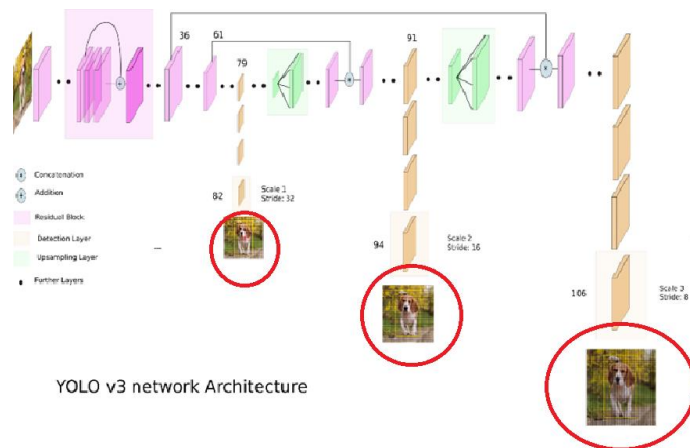 36
61
91
79
Concatenation
Addition
Residual Block
Detection Layer
Upsampling Layer
Further Layers
82
Scale 1
Stride: 32
94
Scale 2
Stride: 16
106
Scale 3
Stride: 8
YOLO v3 network Architecture